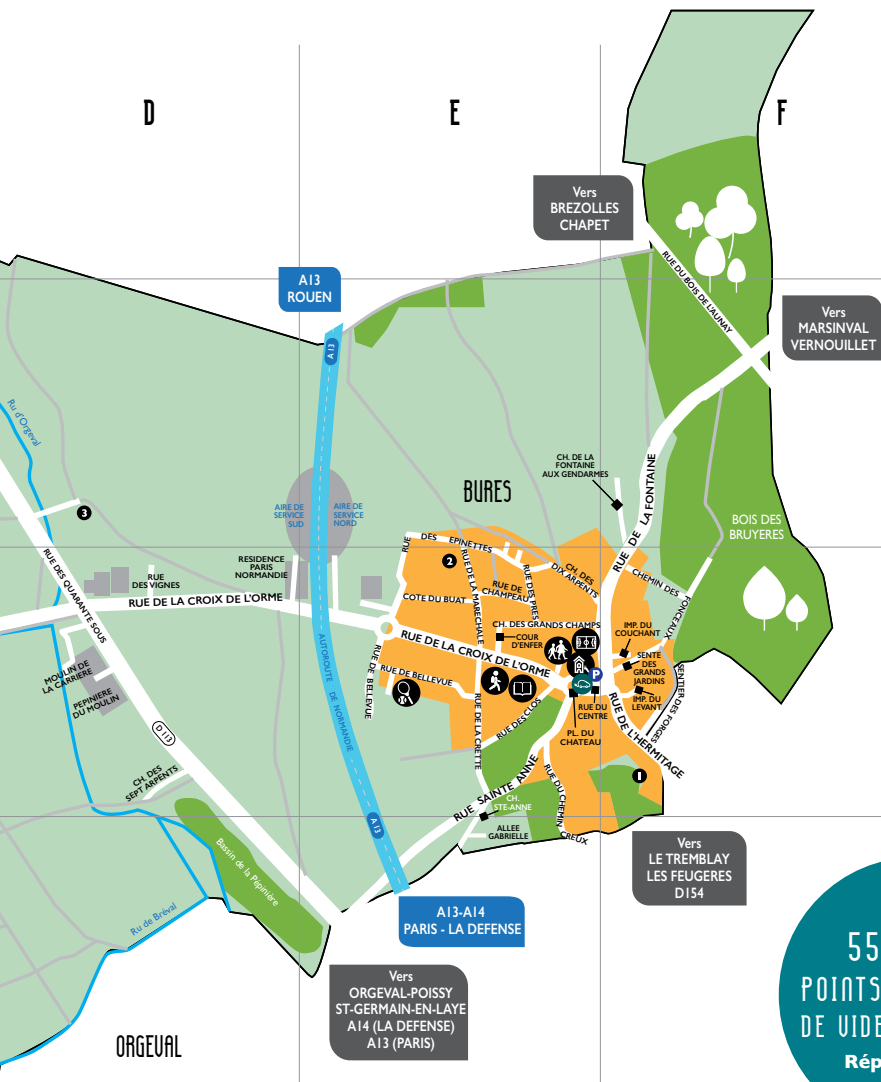 D
E
F
Vers
BREZOLLES
CHAPET
RUE DU BOIS DE L'AUNAY
A13
ROUEN
Vers
MARSINVAL
VERNOUILLET
A 13
Ru d'Orgeval
CH. DE LA
FONTAINE
AUX GENDARMES
BURES
RUE DE LA FONTAINE
3
AIRE DE
SERVICE
SUD
AIRE DE
SERVICE
NORD
BOIS DES
BRUYERES
RUE DES EPINETTES
2
RESIDENCE
PARIS
NORMANDIE
RUE
DES VIGNES
RUE DE LA CROIX DE L'ORME
RUE DES QUARANTE SOUS
RUE DE LA MARECHALE
RUE DE
CHAMPEAU
RUE DES PRES
CH. DES
DIX ARPENTS
CHEMIN DES
FONCEAUX
COTE DU BUAT
CH. DES GRANDS CHAMPS
COUR
D'ENFER
IMP. DU
COUCHANT
RUE DE LA CROIX DE L'ORME
SENTE
DES
GRANDS
JARDINS
SENTIER DES FORGES
MOULIN DE
LA CARRIERE
PEPINIERE
DU MOULIN
AUTOROUTE DE NORMANDIE
RUE DE BELLEVUE
RUE DE BELLEVUE
P
IMP. DU
LEVANT
RUE DU
CENTRE
RUE DE L'HERMITAGE
D 113
RUE DE LA CRETTE
RUE DES CLOS
PL. DU
CHATEAU
CH. DES
SEPT ARPENTS
RUE SAINTE ANNE
RUE DU CHEMIN CREUX
1
CH.
STE-ANNE
A 13
ALLEE
GABRIELLE
Bassin de la Pépinière
Vers
LE TREMBLAY
LES FEUGERES
D154
Ru de Bréval
A13-A14
PARIS - LA DEFENSE
Vers
ORGEVAL-POISSY
ST-GERMAIN-EN-LAYE
A14 (LA DEFENSE)
A13 (PARIS)
ORGEVAL
55
POINTS
DE VIDE
Rép